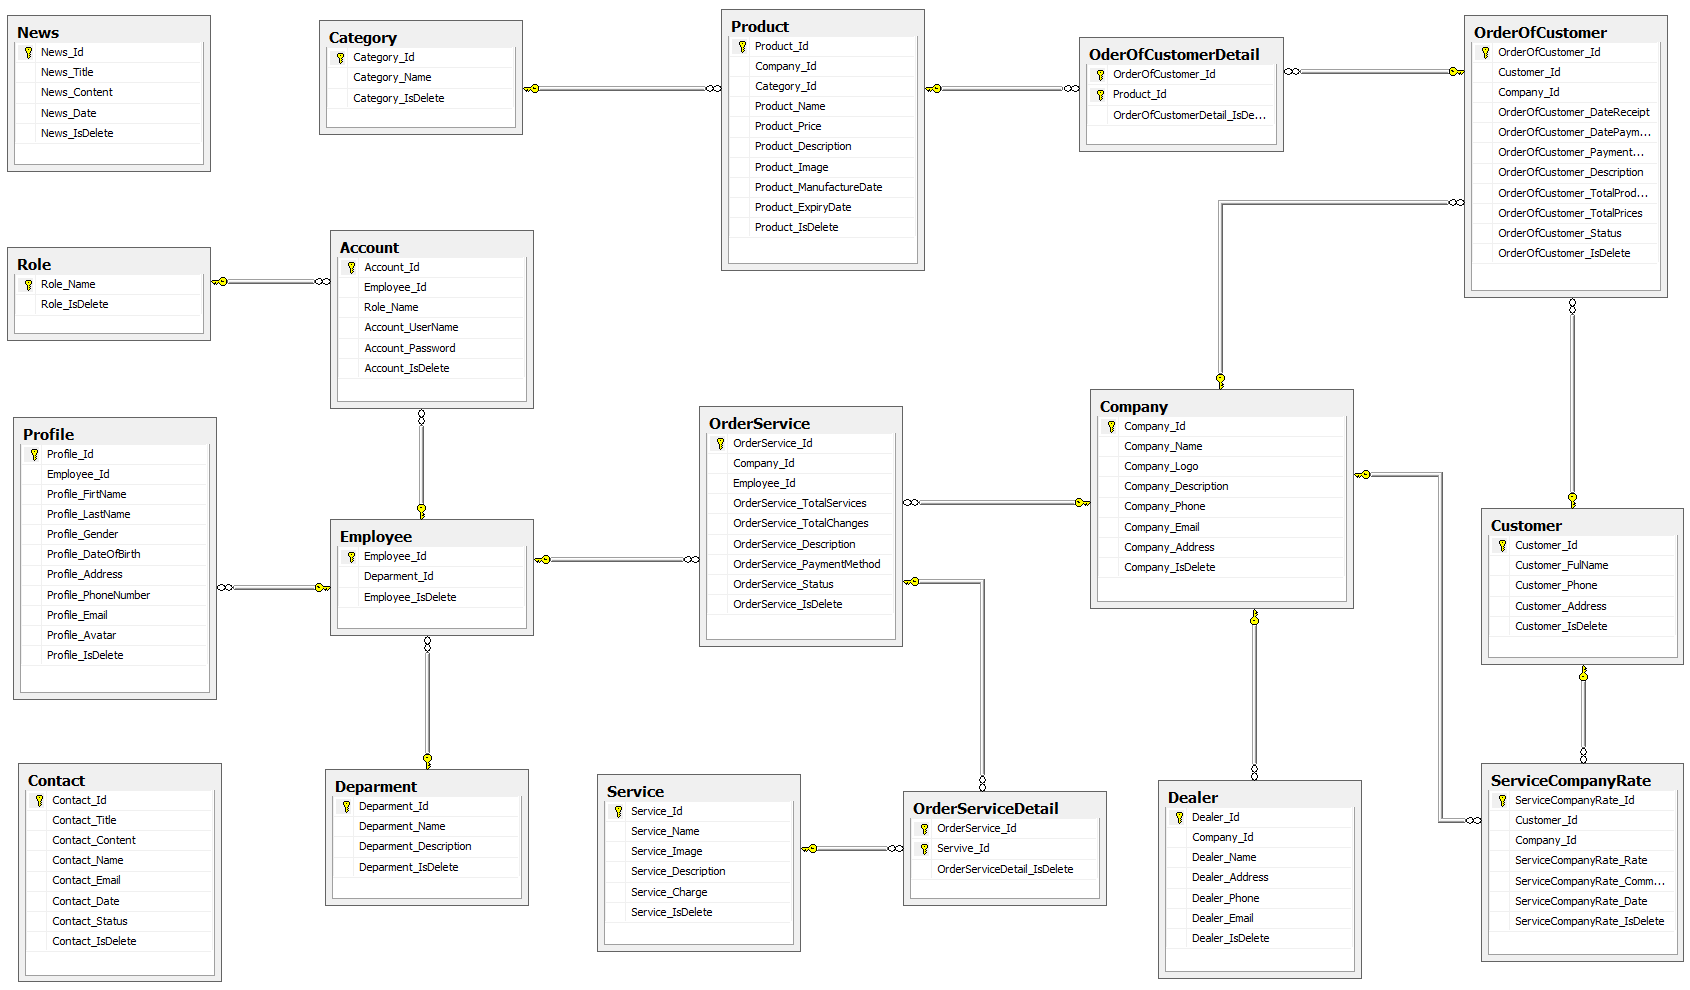 News
News_Id
News_Title
News_Content
News_Date
News_IsDelete
Category
Category_Id
Category_Name
Category_IsDelete
Product
Product_Id
Company_Id
Category_Id
Product_Name
Product_Price
Product_Description
Product_Image
Product_ManufactureDate
Product_ExpiryDate
Product_IsDelete
OderOfCustomerDetail
OrderOfCustomer_Id
Product_Id
OrderOfCustomerDetail_IsDe...
OrderOfCustomer
OrderOfCustomer_Id
Customer_Id
Company_Id
OrderOfCustomer_DateReceipt
OrderOfCustomer_DatePaym...
OrderOfCustomer_Payment...
OrderOfCustomer_Description
OrderOfCustomer_TotalProd...
OrderOfCustomer_TotalPrices
OrderOfCustomer_Status
OrderOfCustomer_IsDelete
Role
Role_Name
Role_IsDelete
Account
Account_Id
Employee_Id
Role_Name
Account_UserName
Account_Password
Account_IsDelete
Profile
Profile_Id
Employee_Id
Profile_FirtName
Profile_LastName
Profile_Gender
Profile_DateOfBirth
Profile_Address
Profile_PhoneNumber
Profile_Email
Profile_Avatar
Profile_IsDelete
Employee
Employee_Id
Deparment_Id
Employee_IsDelete
OrderService
OrderService_Id
Company_Id
Employee_Id
OrderService_TotalServices
OrderService_TotalChanges
OrderService_Description
OrderService_PaymentMethod
OrderService_Status
OrderService_IsDelete
Company
Company_Id
Company_Name
Company_Logo
Company_Description
Company_Phone
Company_Email
Company_Address
Company_IsDelete
Customer
Customer_Id
Customer_FulName
Customer_Phone
Customer_Address
Customer_IsDelete
Contact
Contact_Id
Contact_Title
Contact_Content
Contact_Name
Contact_Email
Contact_Date
Contact_Status
Contact_IsDelete
Deparment
Deparment_Id
Deparment_Name
Deparment_Description
Deparment_IsDelete
Service
Service_Id
Service_Name
Service_Image
Service_Description
Service_Charge
Service_IsDelete
OrderServiceDetail
OrderService_Id
Servive_Id
OrderServiceDetail_IsDelete
Dealer
Dealer_Id
Company_Id
Dealer_Name
Dealer_Address
Dealer_Phone
Dealer_Email
Dealer_IsDelete
ServiceCompanyRate
ServiceCompanyRate_Id
Customer_Id
Company_Id
ServiceCompanyRate_Rate
ServiceCompanyRate_Comm...
ServiceCompanyRate_Date
ServiceCompanyRate_IsDelete